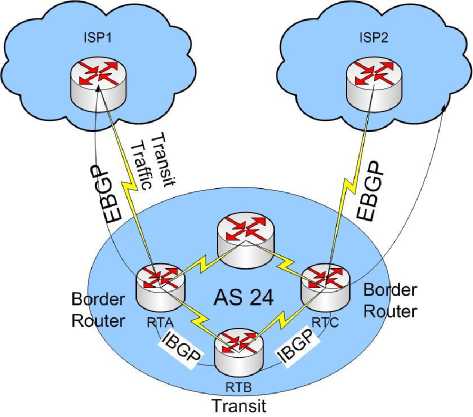 ISP1
ISP2
Transit
Traffic
EBGP
EBGP
Border
Router
AS 24
Border
Router
RTA
RTC
IBGP
IBGP
RTB
Transit